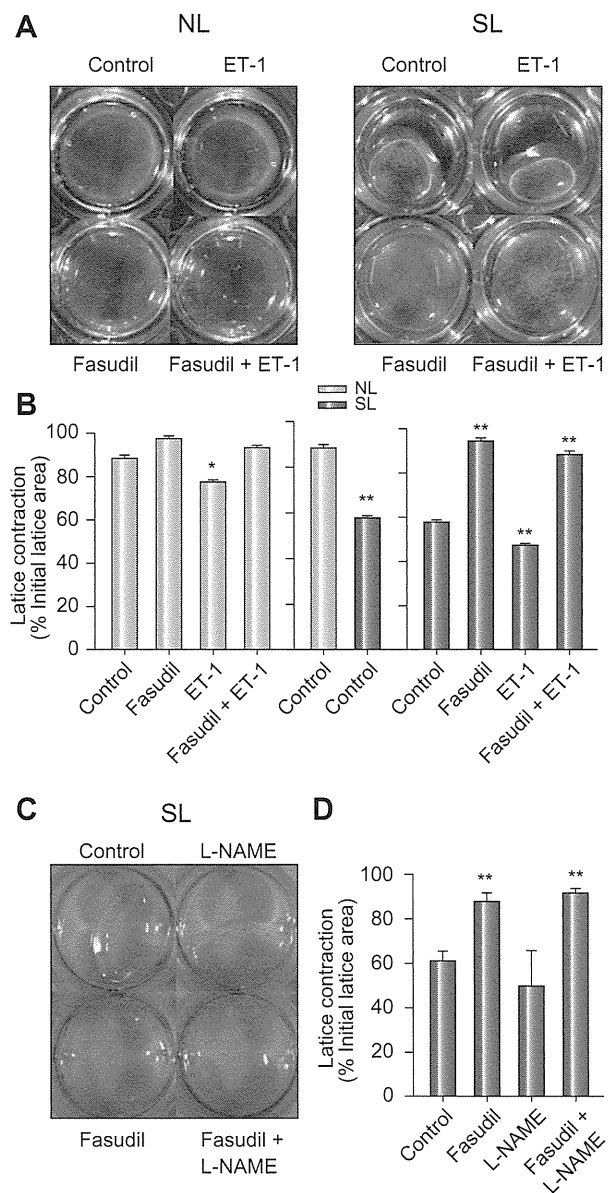 A
NL
SL
Control ET-1
Control ET-1
Fasudil Fasudil + ET-1
Fasudil Fasudil + ET-1
B
NL
SL
Latice contraction
(% Initial latice area)
100
80
60
40
20
0
*
**
**
**
**
Control
Fasudil
ET-1
Fasudil + ET-1
Control
Control
Control
Fasudil
ET-1
Fasudil + ET-1
C
SL
Control
L-NAME
Fasudil
Fasudil +
L-NAME
D
Latice contraction
(% Initial latice area)
100
80
60
40
20
0
**
**
Control
Fasudil
L-NAME
Fasudil +
L-NAME